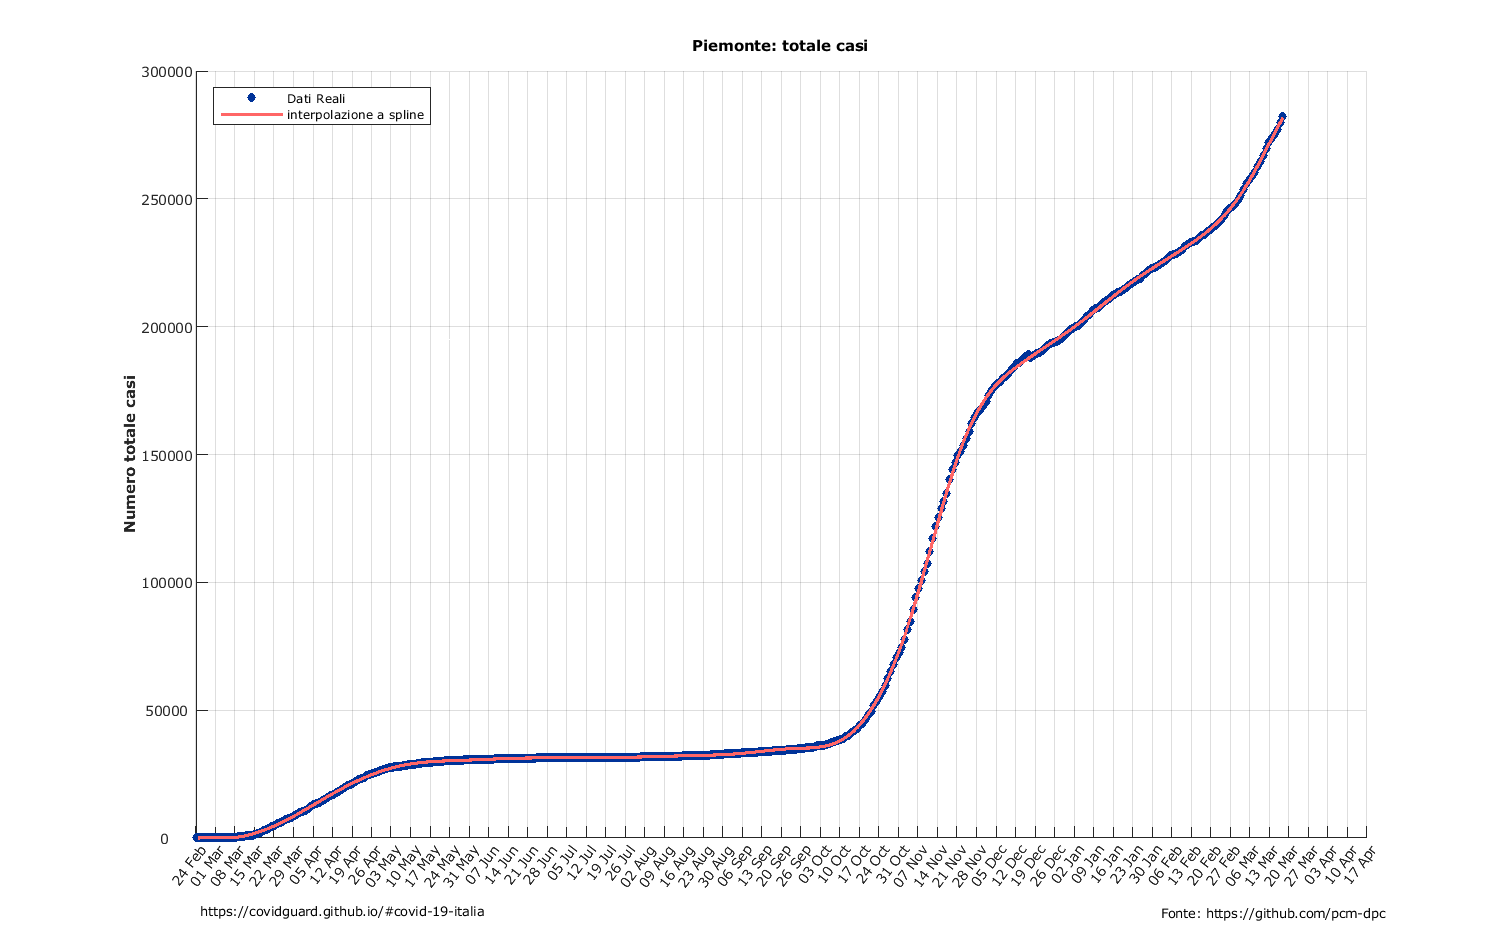 Piemonte: totale casi
300000
250000
200000
150000
100000
50000
0
Numero totale casi
Dati Reali
interpolazione a spline
24 Feb
01 Mar
08 Mar
15 Mar
22 Mar
29 Mar
05 Apr
12 Apr
19 Apr
26 Apr
03 May
10 May
17 May
24 May
31 May
07 Jun
14 Jun
21 Jun
28 Jun
05 Jul
12 Jul
19 Jul
26 Jul
02 Aug
09 Aug
16 Aug
23 Aug
30 Aug
06 Sep
13 Sep
20 Sep
26 Sep
03 Oct
10 Oct
17 Oct
24 Oct
31 Oct
07 Nov
14 Nov
21 Nov
28 Nov
05 Dec
12 Dec
19 Dec
26 Dec
02 Jan
09 Jan
16 Jan
23 Jan
30 Jan
06 Feb
13 Feb
20 Feb
27 Feb
06 Mar
13 Mar
20 Mar
27 Mar
03 Apr
10 Apr
17 Apr
https://covidguard.github.io/#covid-19-italia
Fonte: https://github.com/pcm-dpc